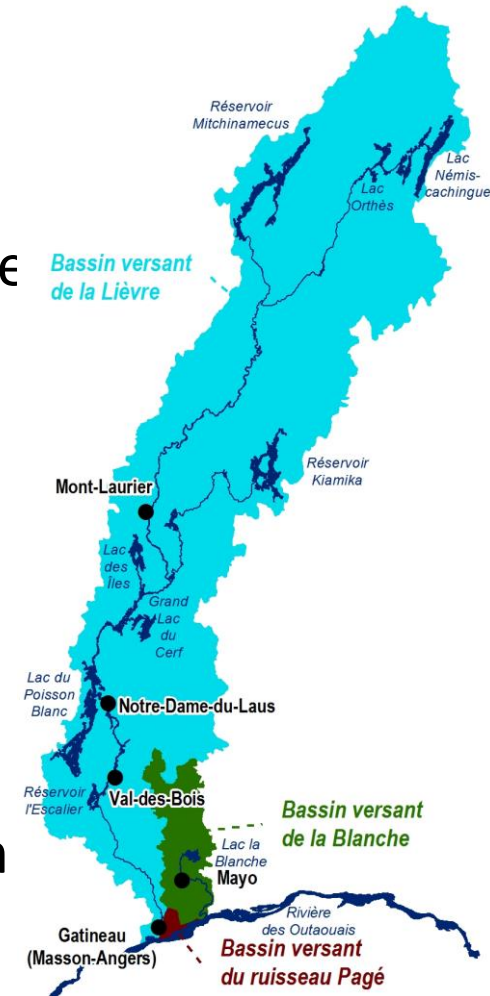 Réservoir
Mitchinamecus
Lac
Némis-
cachingue
Lac
Orthès
Bassin versant
de la Lièvre
Réservoir
Kiamika
Mont-Laurier
Lac
des
Îles
Grand
Lac
du
Cerf
Lac du
Poisson
Blanc
Notre-Dame-du-Laus
Réservoir
l'Escalier
Val-des-Bois
Bassin versant
de la Blanche
Lac la
Blanche
Mayo
Rivière
des Outaouais
Gatineau
(Masson-Angers)
Bassin versant
du ruisseau Pagé